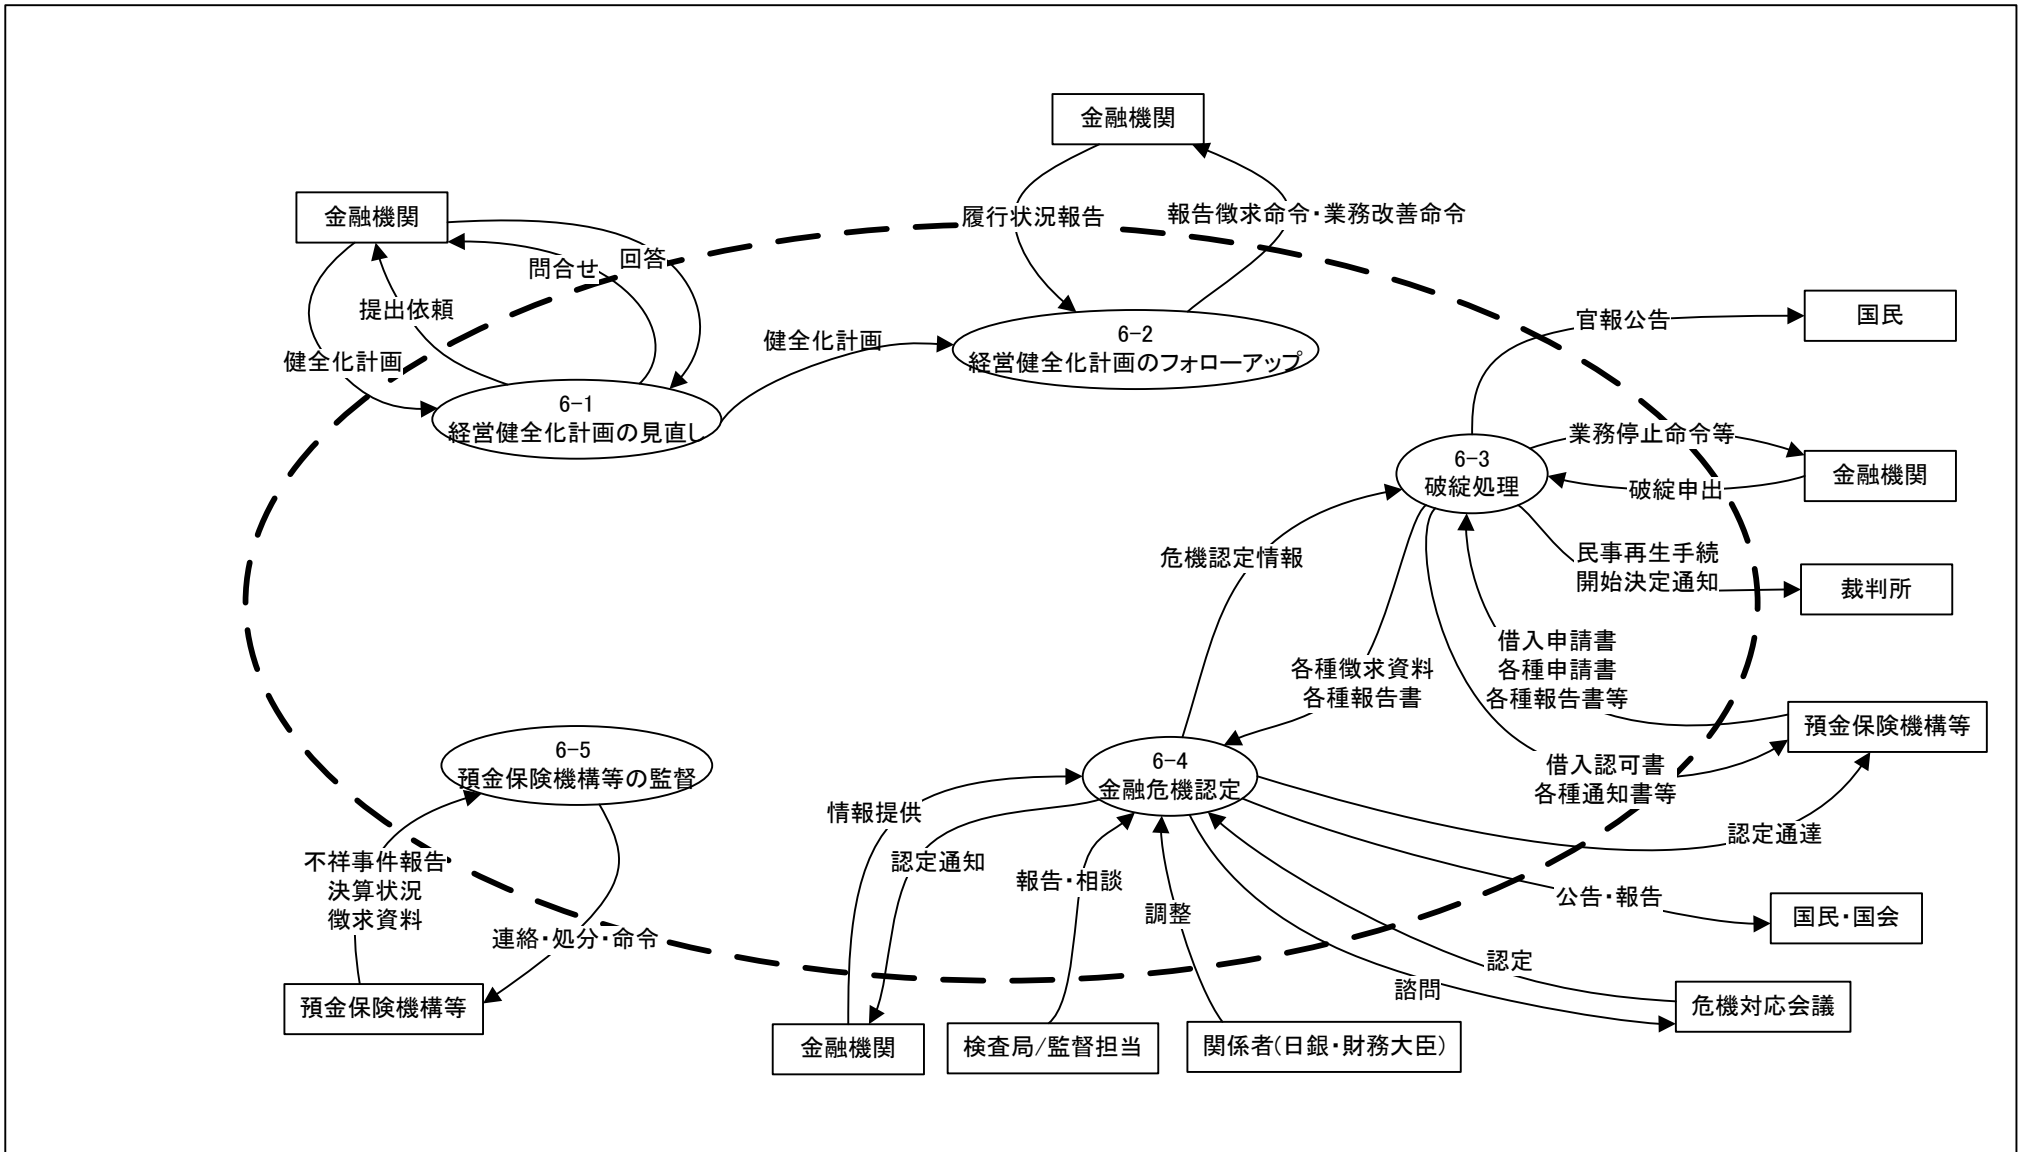 金融機関
金融機関
履行状況報告
報告徴求命令・業務改善命令
回答
問合せ
提出依頼
健全化計画
健全化計画
6-1
経営健全化計画の見直し
6-2
経営健全化計画のフォローアップ
官報公告
国民
業務停止命令等
6-3
破綻処理
金融機関
破綻申出
危機認定情報
民事再生手続
開始決定通知
裁判所
借入申請書
各種申請書
各種報告書等
各種徴求資料
各種報告書
預金保険機構等
借入認可書
各種通知書等
6-5
預金保険機構等の監督
6-4
金融危機認定
情報提供
認定通知
認定通達
不祥事件報告
決算状況
徴求資料
報告・相談
調整
公告・報告
国民・国会
連絡・処分・命令
認定
諮問
預金保険機構等
危機対応会議
金融機関
検査局/監督担当
関係者(日銀・財務大臣)